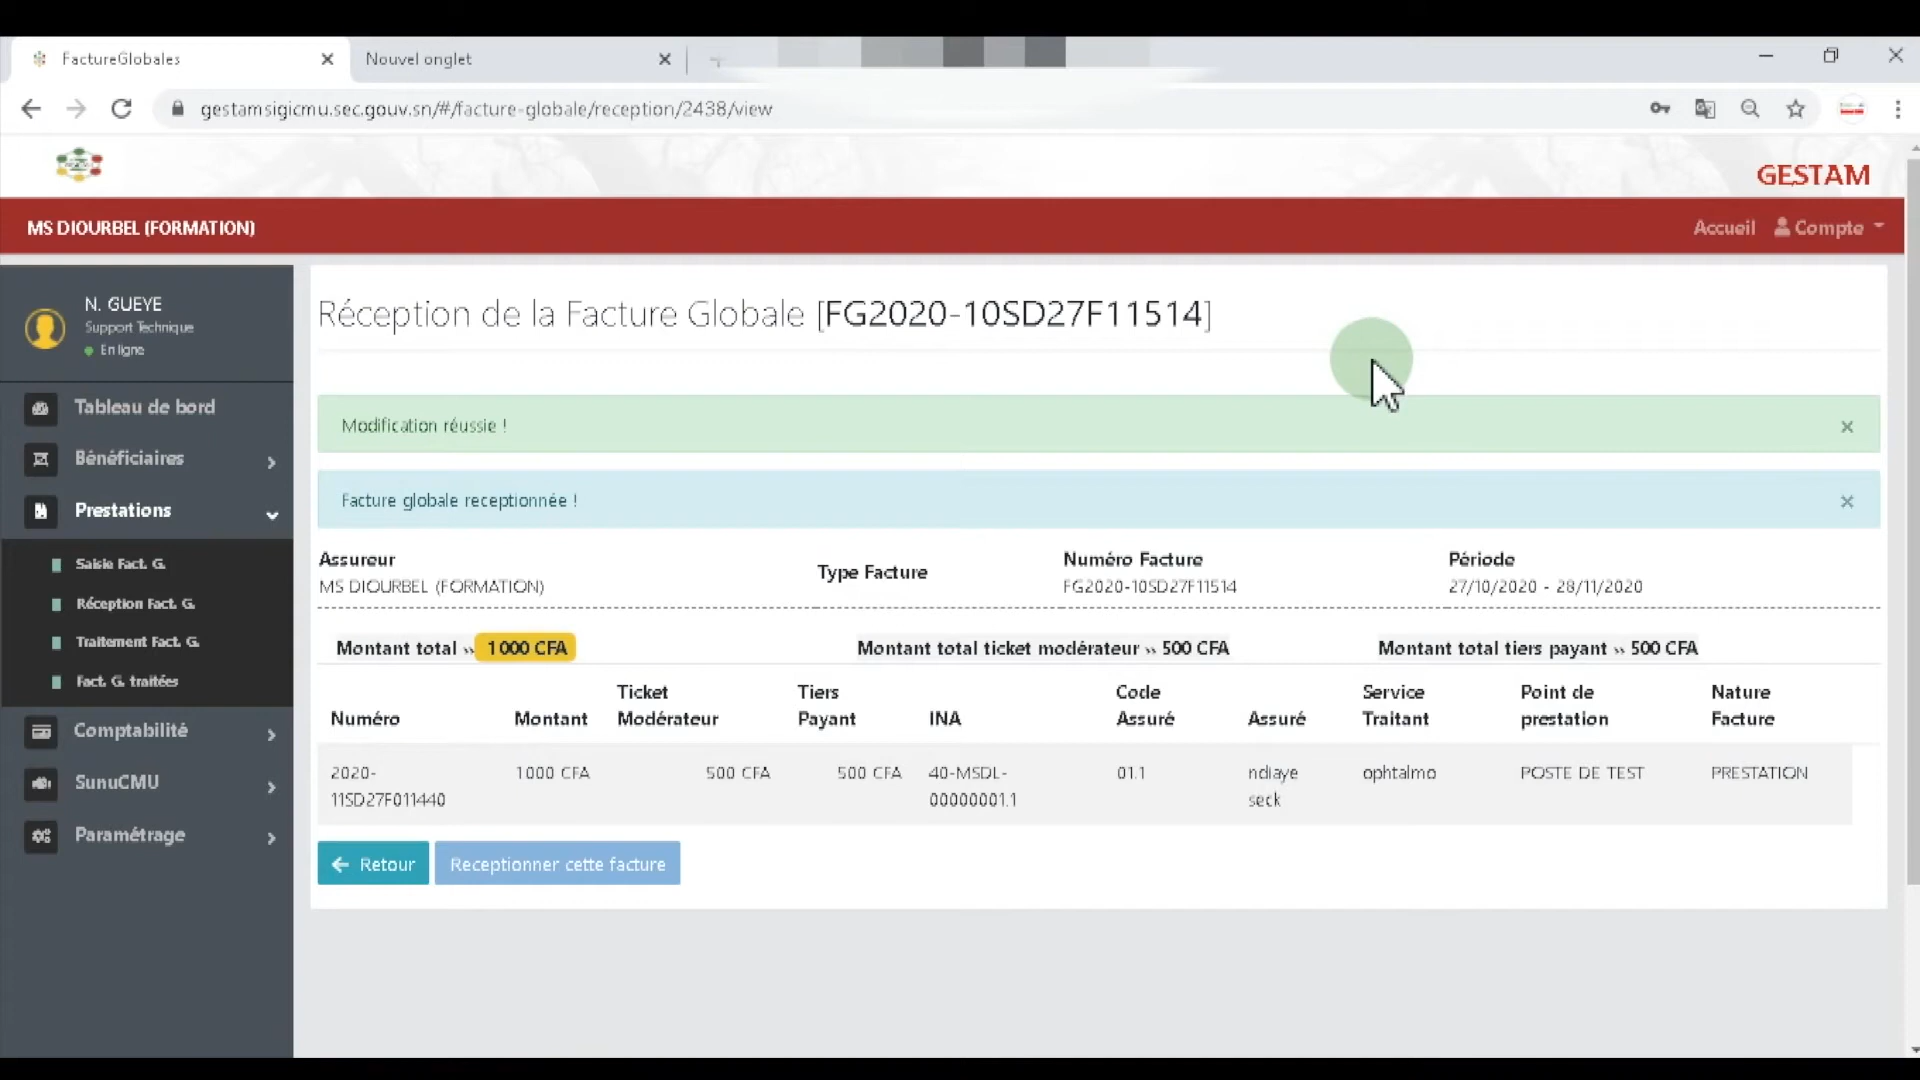 FactureGlobales
Nouvel onglet
gestamsigicmu.sec.gouv.sn/#/facture-globale/reception/2438/view
GESTAM
MS DIOURBEL (FORMATION)
Accueil
Compte
N. GUEYE
Support Technique
En ligne
Tableau de bord
Bénéficiaires
Prestations
Saisie Fact. G.
Réception Fact. G.
Traitement Fact. G.
Fact. G. traitées
Comptabilité
SunuCMU
Paramétrage
Réception de la Facture Globale [FG2020-10SD27F11514]
Modification réussie ! ×
Facture globale receptionnée ! ×
Assureur
MS DIOURBEL (FORMATION)
Type Facture
Numéro Facture
FG2020-10SD27F11514
Période
27/10/2020 - 28/11/2020
Montant total » 1000 CFA
Montant total ticket modérateur » 500 CFA
Montant total tiers payant » 500 CFA
Numéro
Montant
Ticket
Modérateur
Tiers
Payant
INA
Code
Assuré
Assuré
Service
Traitant
Point de
prestation
Nature
Facture
2020-
11SD27F011440
1000 CFA
500 CFA
500 CFA
40-MSDL-
00000001.1
01.1
ndiaye
seck
ophtalmo
POSTE DE TEST
PRESTATION
Retour
Receptionner cette facture